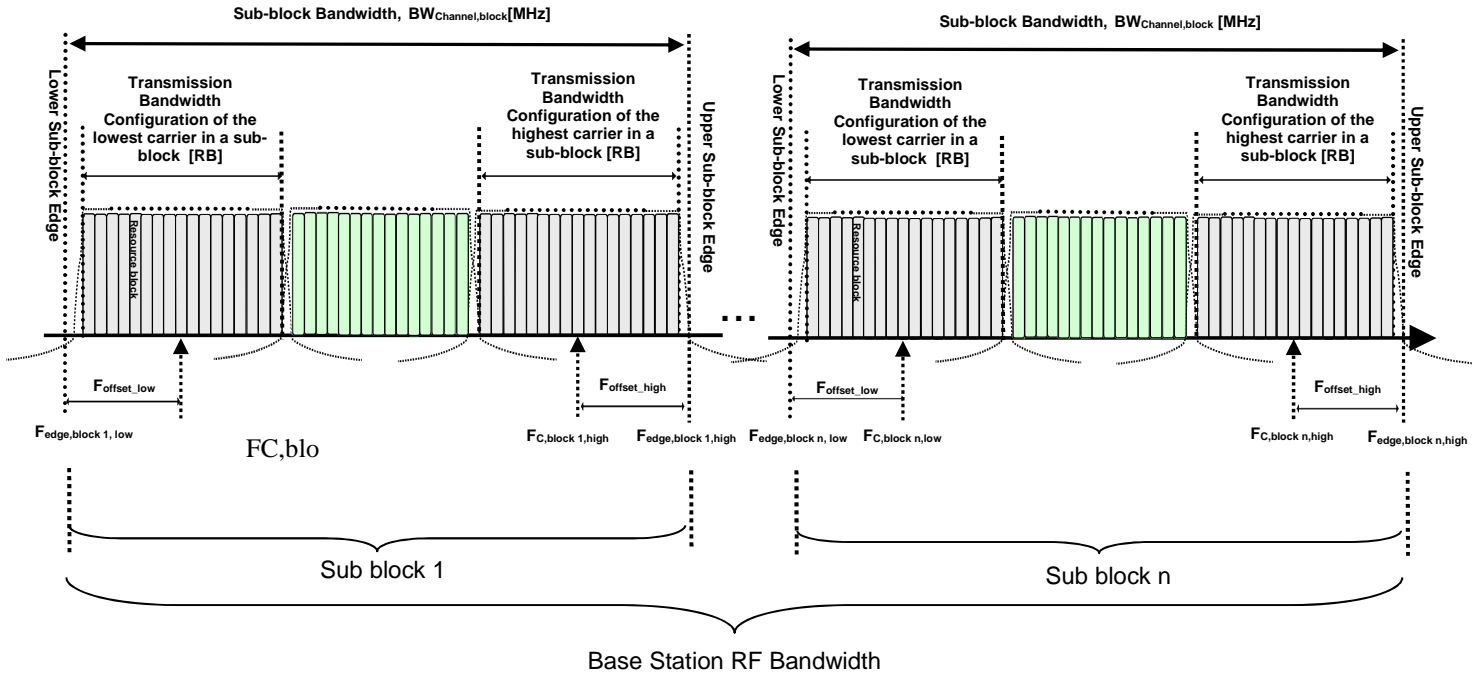 Sub-block Bandwidth, BWChannel,block[MHz]
Sub-block Bandwidth, BWChannel,block [MHz]
Lower Sub-block Edge
Transmission
Bandwidth
Configuration of the
lowest carrier in a sub-
block [RB]
Transmission
Bandwidth
Configuration of the
highest carrier in a
sub-block [RB]
Upper Sub-block Edge
Lower Sub-block Edge
Transmission
Bandwidth
Configuration of the
lowest carrier in a
sub-block [RB]
Transmission
Bandwidth
Configuration of the
highest carrier in a
sub-block [RB]
Upper Sub-block Edge
Resource block
Resource block
...
Foffset_low
Foffset_high
Foffset_low
Foffset_high
Fedge,block 1, low
FC,blo
FC,block 1,high
Fedge,block 1,high
Fedge,block n, low
FC,block n,low
FC,block n,high
Fedge,block n,high
Sub block 1
Sub block n
Base Station RF Bandwidth